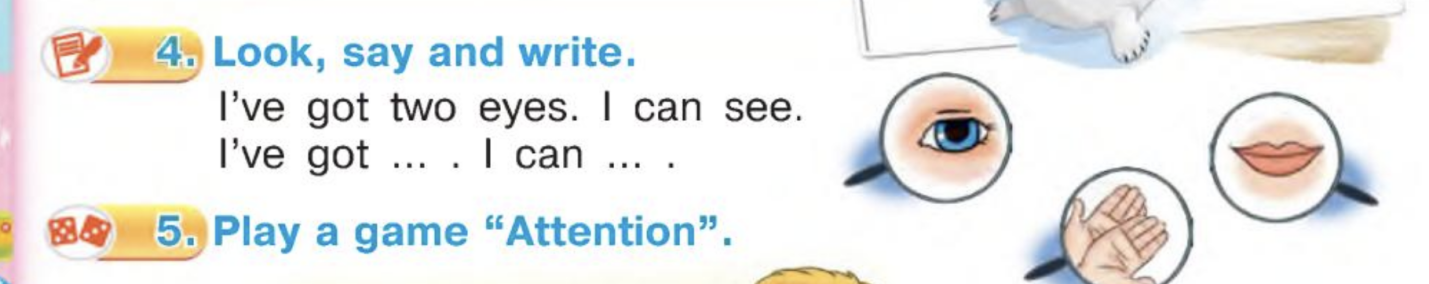 4. Look, say and write.
I've got two eyes. I can see.
I've got ... . I can ... .
5. Play a game “Attention”.